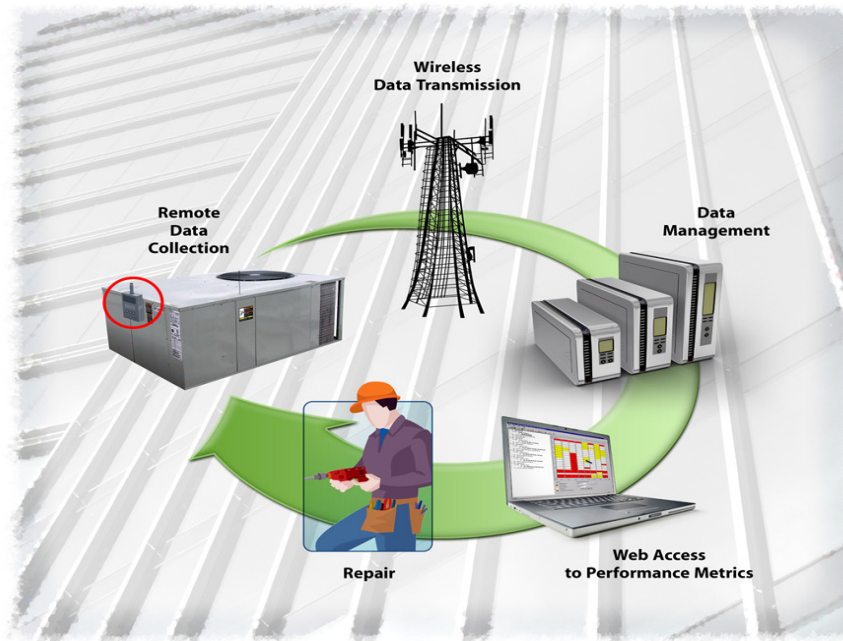 Wireless
Data Transmission
Remote
Data
Collection
Data
Management
Web Access
to Performance Metrics
Repair